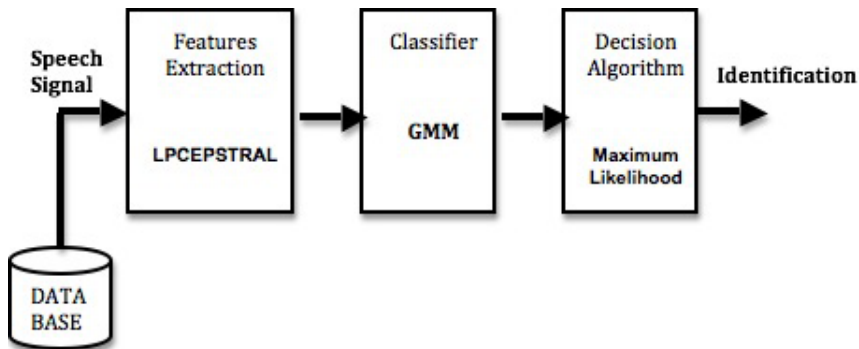 Speech
Signal
Features
Extraction
LPCEPSTRAL
Classifier
GMM
Decision
Algorithm
Maximum
Likelihood
Identification
DATA
BASE